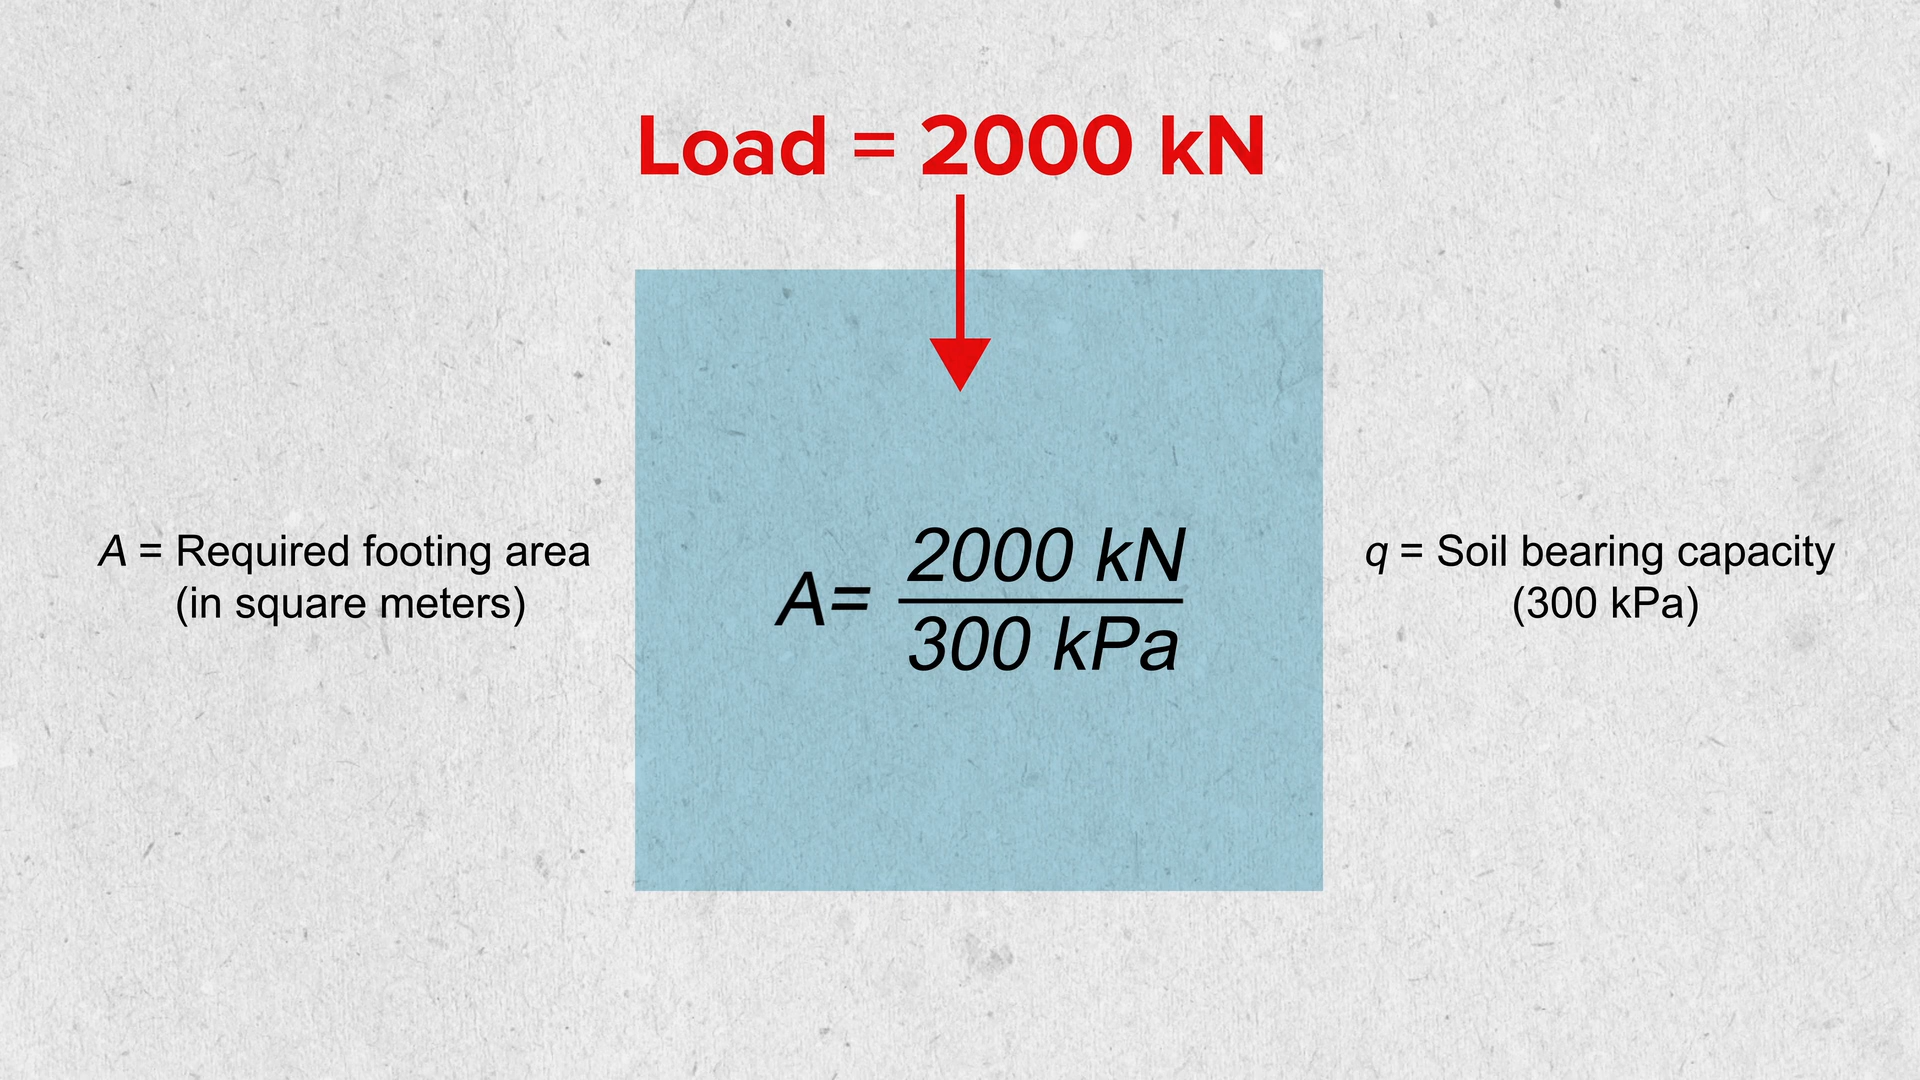 Load = 2000 kN
A = Required footing area
(in square meters)
A= 2000 kN
300 kPa
q = Soil bearing capacity
(300 kPa)